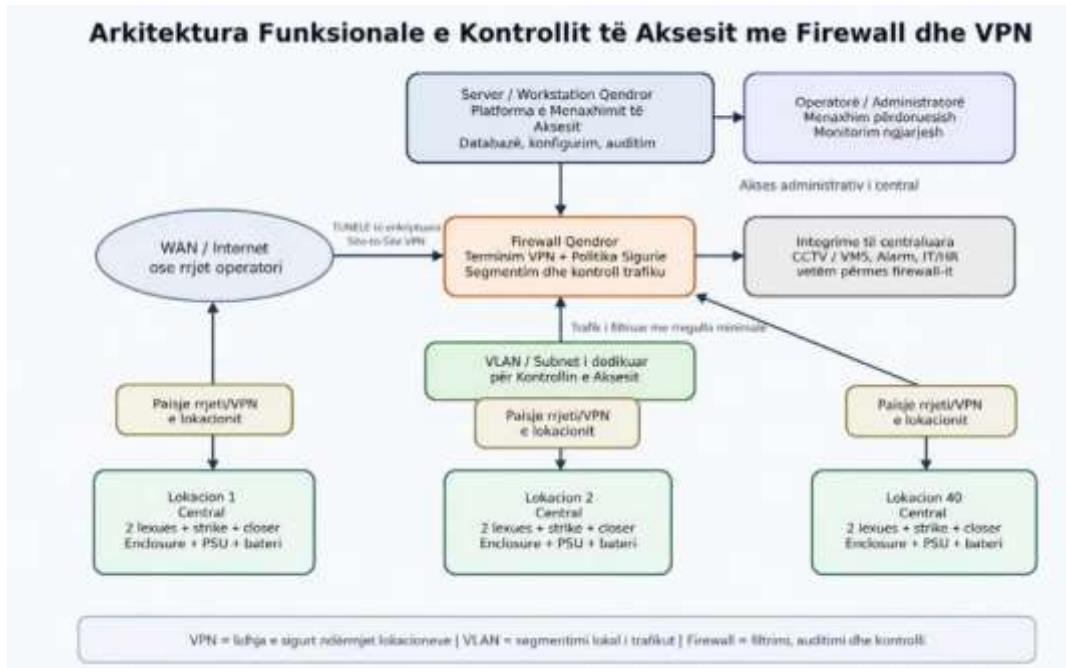 Arkitektura Funksionale e Kontrollit të Aksesit me Firewall dhe VPN
Server / Workstation Qendror
Platforma e Menaxhimit të
Aksesit
Databazë, konfigurim, auditim
Operatorë / Administratorë
Menaxhim përdoruesish
Monitorim ngjarjesh
Akses administrativ i central
WAN / Internet
ose rrjet operatori
TUNELE të enkriptuara
Site-to-Site VPN
Firewall Qendror
Terminim VPN + Politika Sigurie
Segmentim dhe kontroll trafiku
Integrime të centraluara
CCTV / VMS, Alarm, IT/HR
vetëm përmes firewall-it
Trafik i filtruar me rregulla minimale
VLAN / Subnet i dedikuar
për Kontrollin e Aksesit
Paisje rrjeti/VPN
e lokacionit
Paisje rrjeti/VPN
e lokacionit
Paisje rrjeti/VPN
e lokacionit
Lokacion 1
Central
2 lexues + strike + closer
Enclosure + PSU + bateri
Lokacion 2
Central
2 lexues + strike + closer
Enclosure + PSU + bateri
Lokacion 40
Central
2 lexues + strike + closer
Enclosure + PSU + bateri
VPN = lidhja e sigurt ndërmjet lokacioneve | VLAN = segmentimi lokal i trafikut | Firewall = filtrimi, auditimi dhe kontrolli